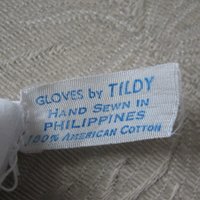 GLOVES by TILDY
HAND SEWN IN
PHILIPPINES
100% AMERICAN COTTON